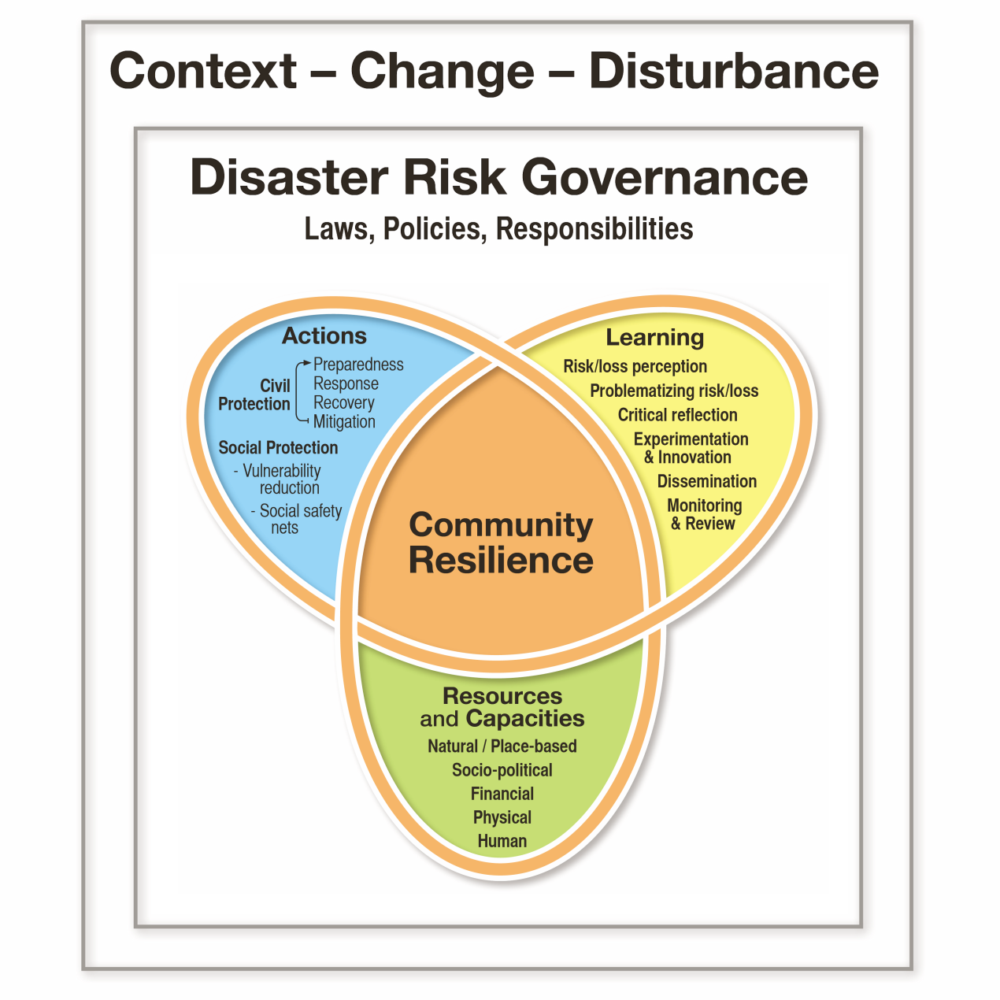 Context – Change – Disturbance
Disaster Risk Governance
Laws, Policies, Responsibilities
Actions
Civil
Protection
Preparedness
Response
Recovery
Mitigation
Social Protection
- Vulnerability
reduction
- Social safety
nets
Learning
Risk/loss perception
Problematizing risk/loss
Critical reflection
Experimentation
& Innovation
Dissemination
Monitoring
& Review
Community
Resilience
Resources
and Capacities
Natural / Place-based
Socio-political
Financial
Physical
Human